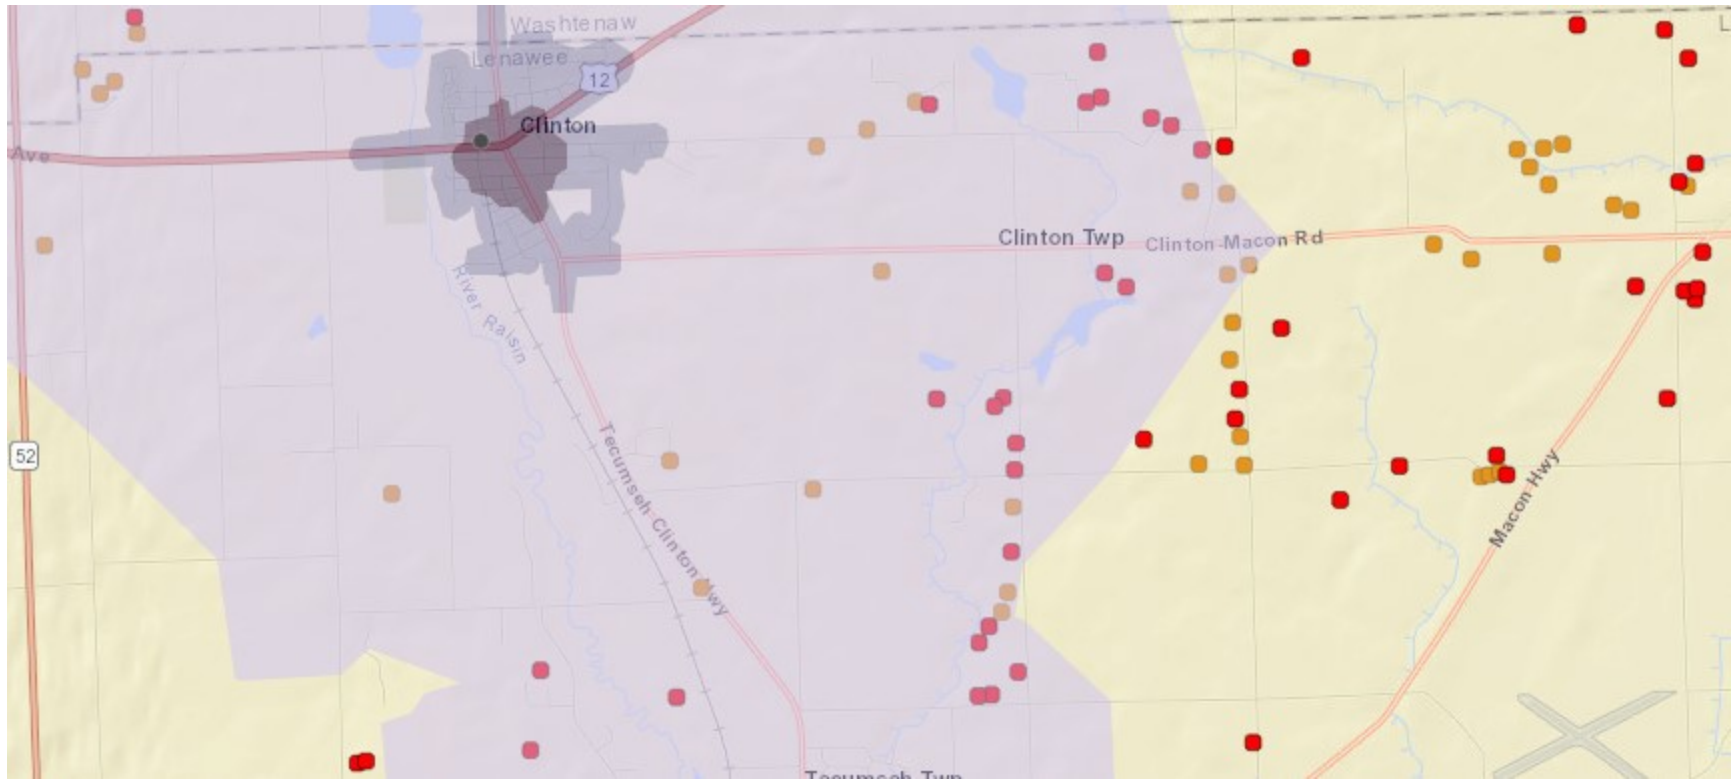 Washtenaw
Lenawee
L
12
Clinton
Ave
Clinton Twp
Clinton-Macon Rd
River Raisin
52
Tecumseh-Clinton Hwy
Macon Hwy
Tecumseh Twp